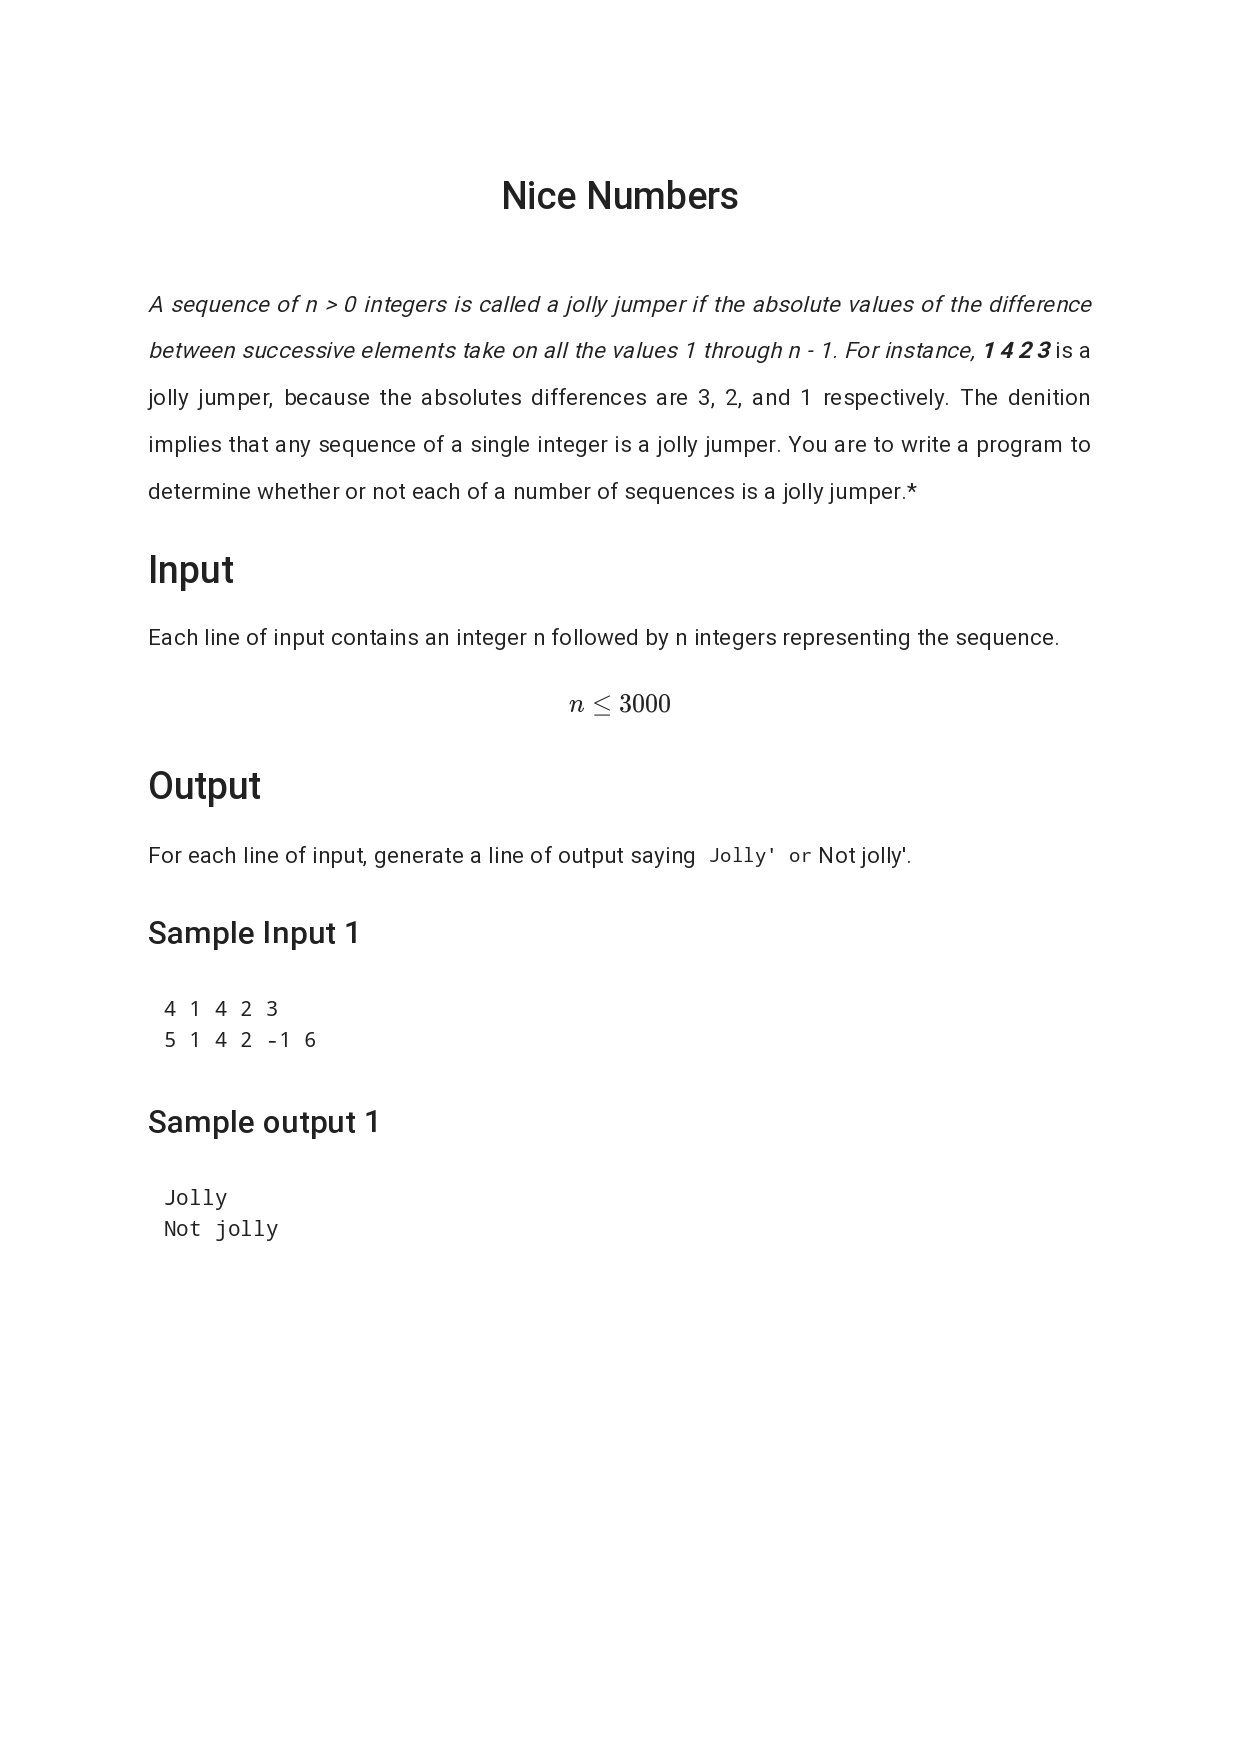 Nice Numbers
A sequence of n > 0 integers is called a jolly jumper if the absolute values of the difference
between successive elements take on all the values 1 through n - 1. For instance, 1 4 2 3 is a
jolly jumper, because the absolutes differences are 3, 2, and 1 respectively. The denition
implies that any sequence of a single integer is a jolly jumper. You are to write a program to
determine whether or not each of a number of sequences is a jolly jumper.*
Input
Each line of input contains an integer n followed by n integers representing the sequence.
n ≤ 3000
Output
For each line of input, generate a line of output saying Jolly' or Not jolly'.
Sample Input 1
4 1 4 2 3
5 1 4 2 -1 6
Sample output 1
Jolly
Not jolly